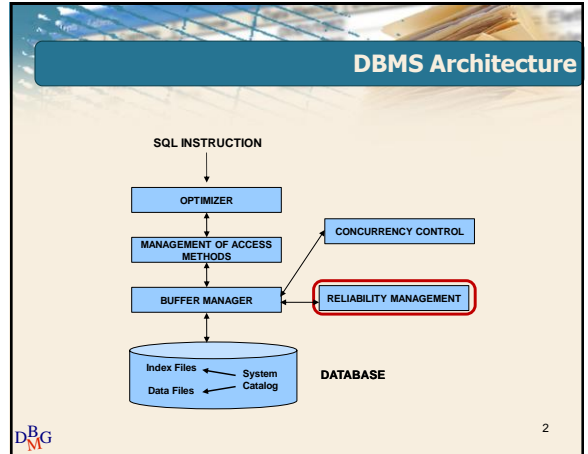 DBMS Architecture
SQL INSTRUCTION
OPTIMIZER
MANAGEMENT OF ACCESS
METHODS
CONCURRENCY CONTROL
BUFFER MANAGER
RELIABILITY MANAGEMENT
Index Files
System
Catalog
Data Files
DATABASE
DBMG
2